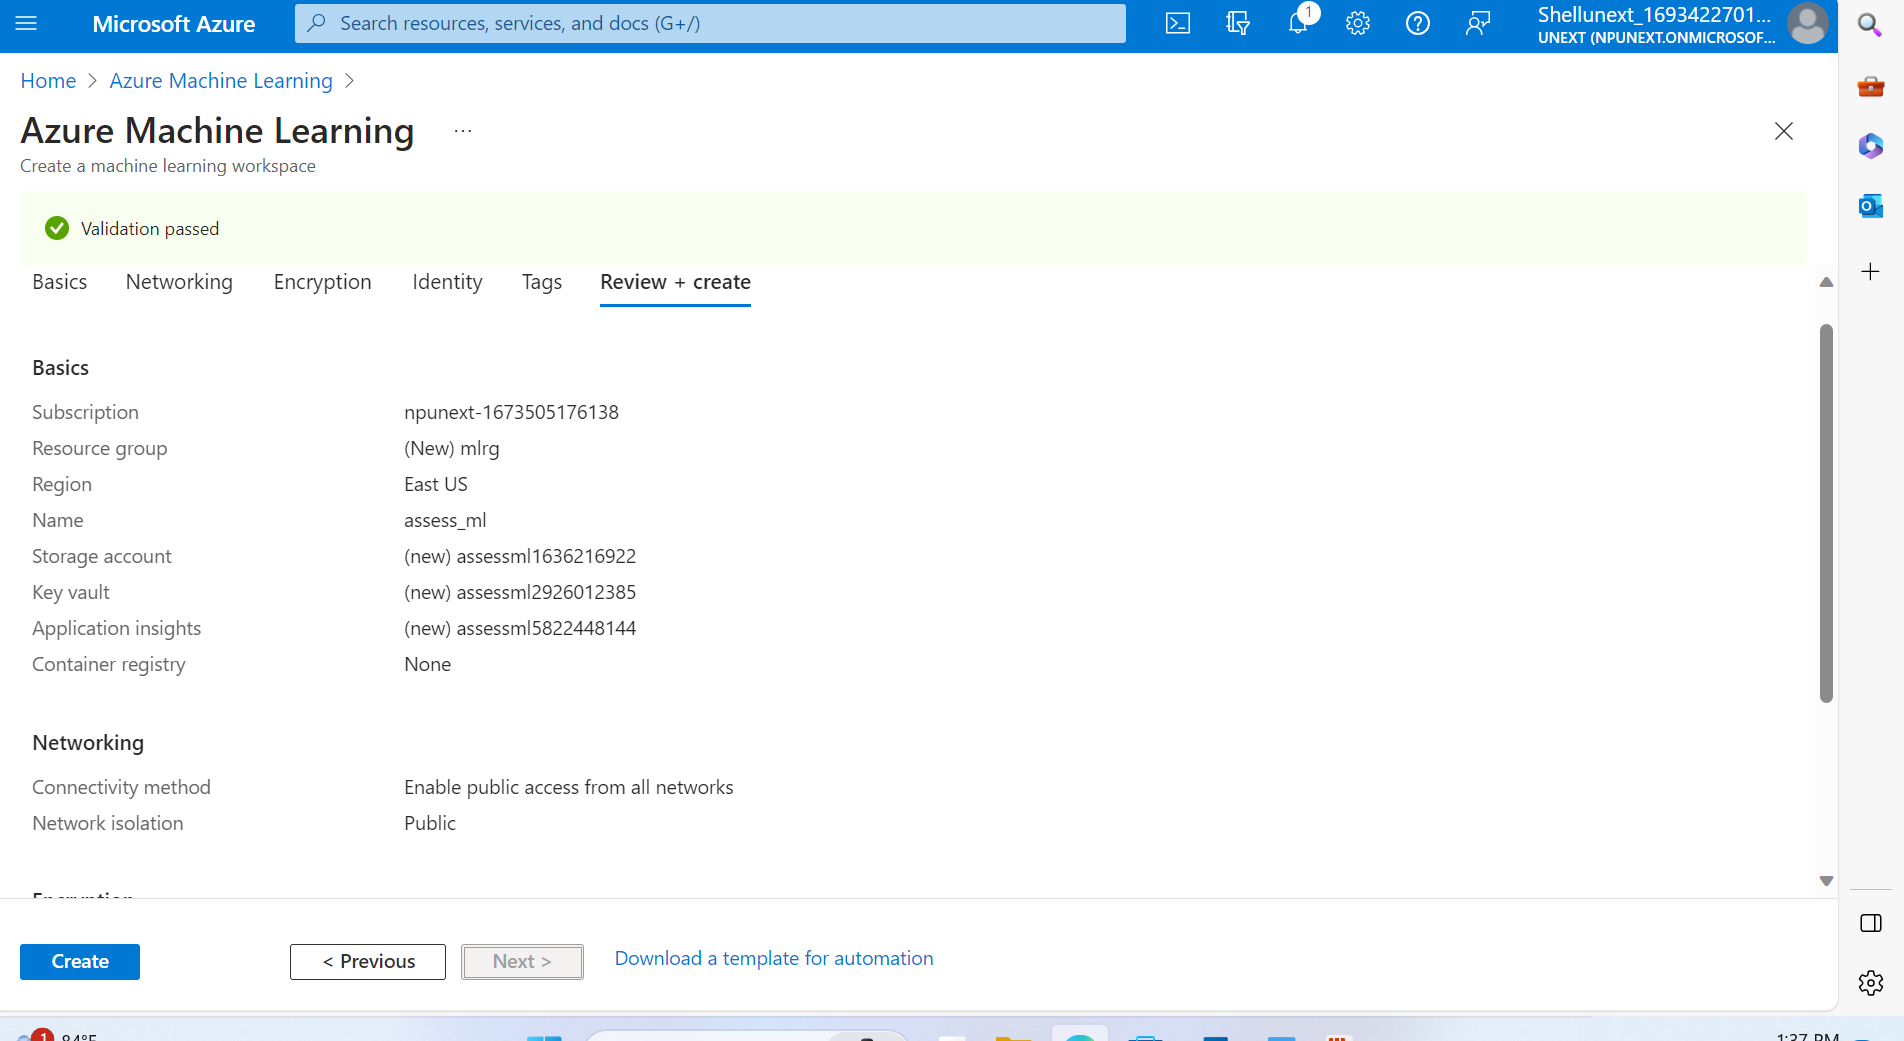 Microsoft Azure
Search resources, services, and docs (G+/)
1
Shellunext_1693422701...
UNEXT (NPUNEXT.ONMICROSOF...
Home > Azure Machine Learning >
Azure Machine Learning ...
Create a machine learning workspace
Validation passed
Basics Networking Encryption Identity Tags Review + create
Basics
Subscription npunext-1673505176138
Resource group (New) mlrg
Region East US
Name assess_ml
Storage account (new) assessml1636216922
Key vault (new) assessml2926012385
Application insights (new) assessml5822448144
Container registry None
Networking
Connectivity method Enable public access from all networks
Network isolation Public
Encryption
Create < Previous Next > Download a template for automation
1 84°F 1:37 PM